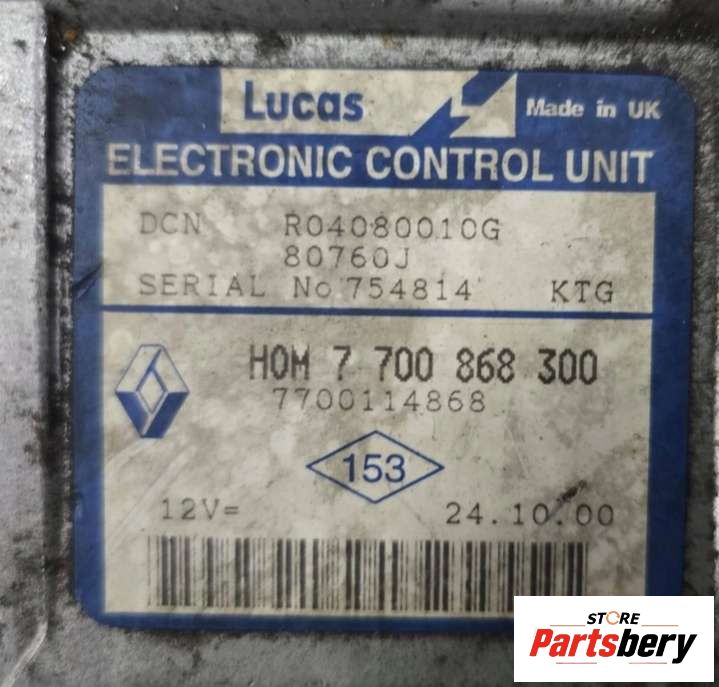 Lucas Made in UK
ELECTRONIC CONTROL UNIT
DCN R04080010G
80760J
SERIAL No 754814 KTG
HOM 7 700 868 300
7700114868
153
12V= 24.10.00
STORE
Partsbery